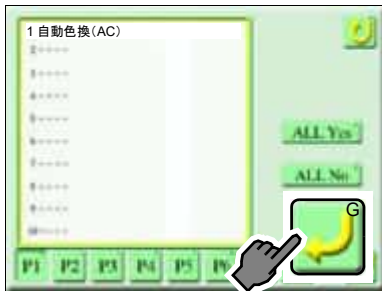 1 自動色換（AC）
2-----
3-----
4-----
5-----
6-----
7-----
8-----
9-----
10-----
ALL Yes
ALL No
G
P1 P2 P3 P4 P5